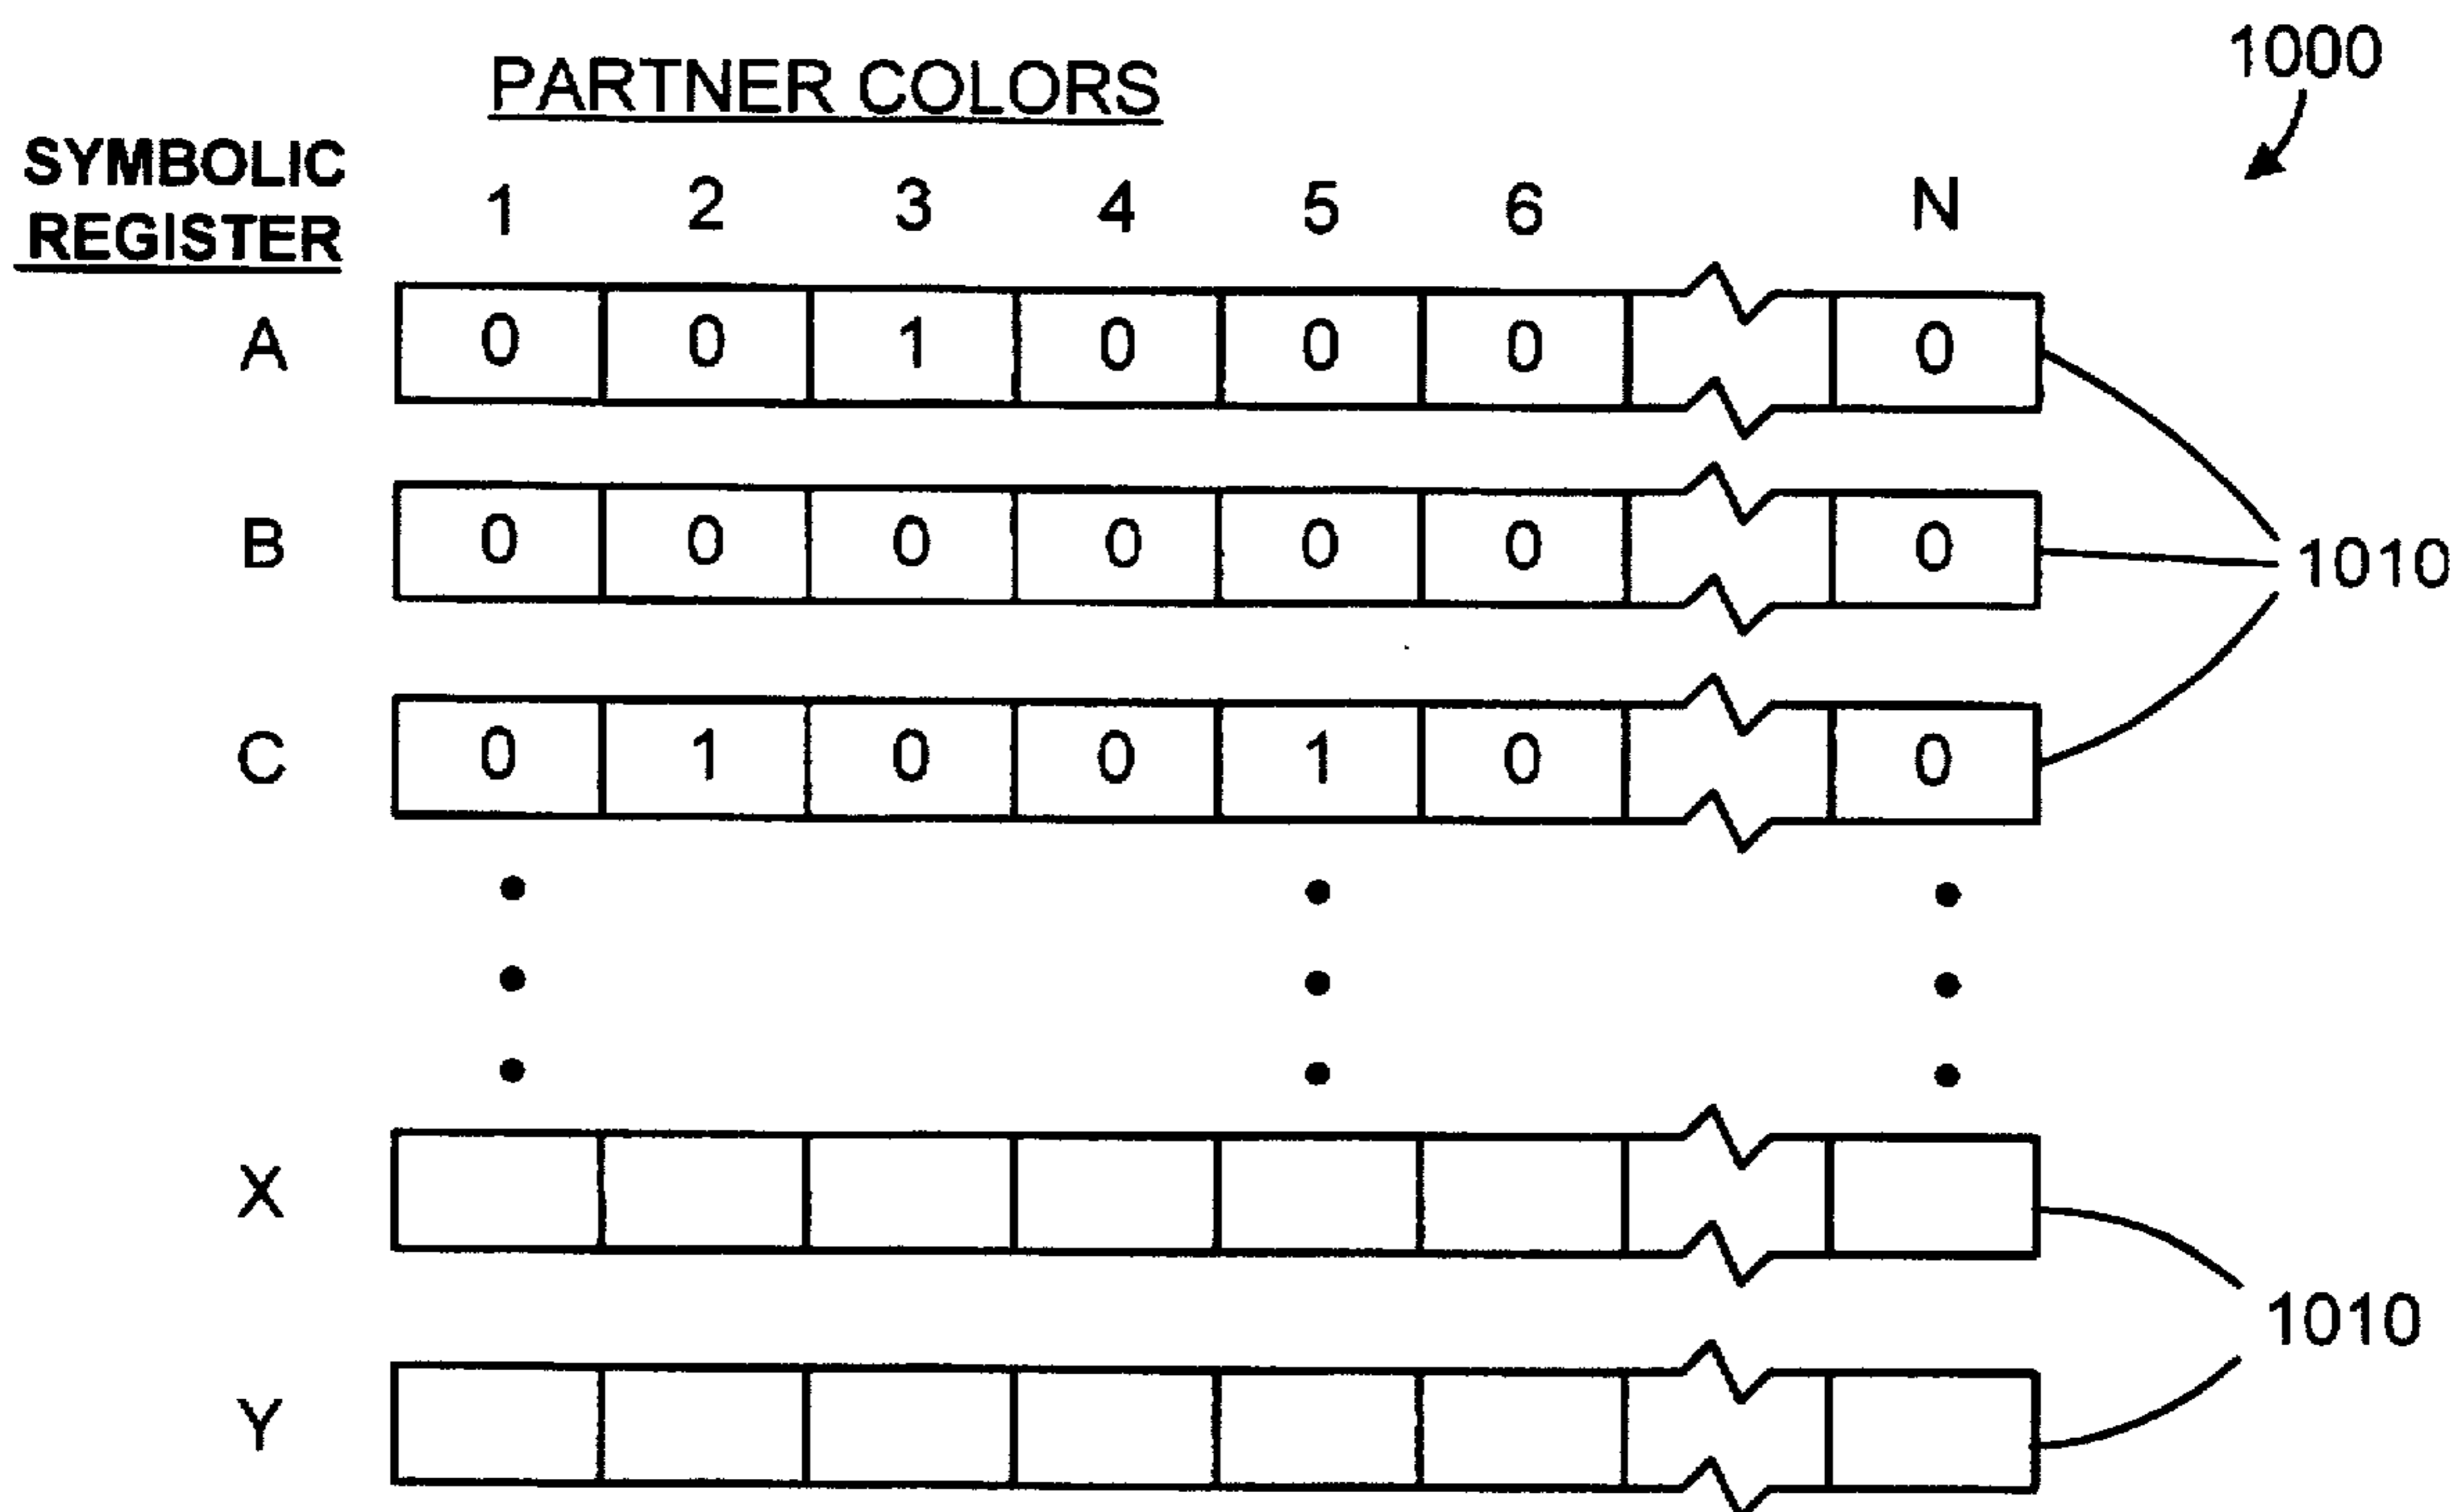 1000
PARTNER COLORS
SYMBOLIC
REGISTER
1 2 3 4 5 6 N
A 0 0 1 0 0 0 0
B 0 0 0 0 0 0 0
1010
C 0 1 0 0 1 0 0
X
1010
Y